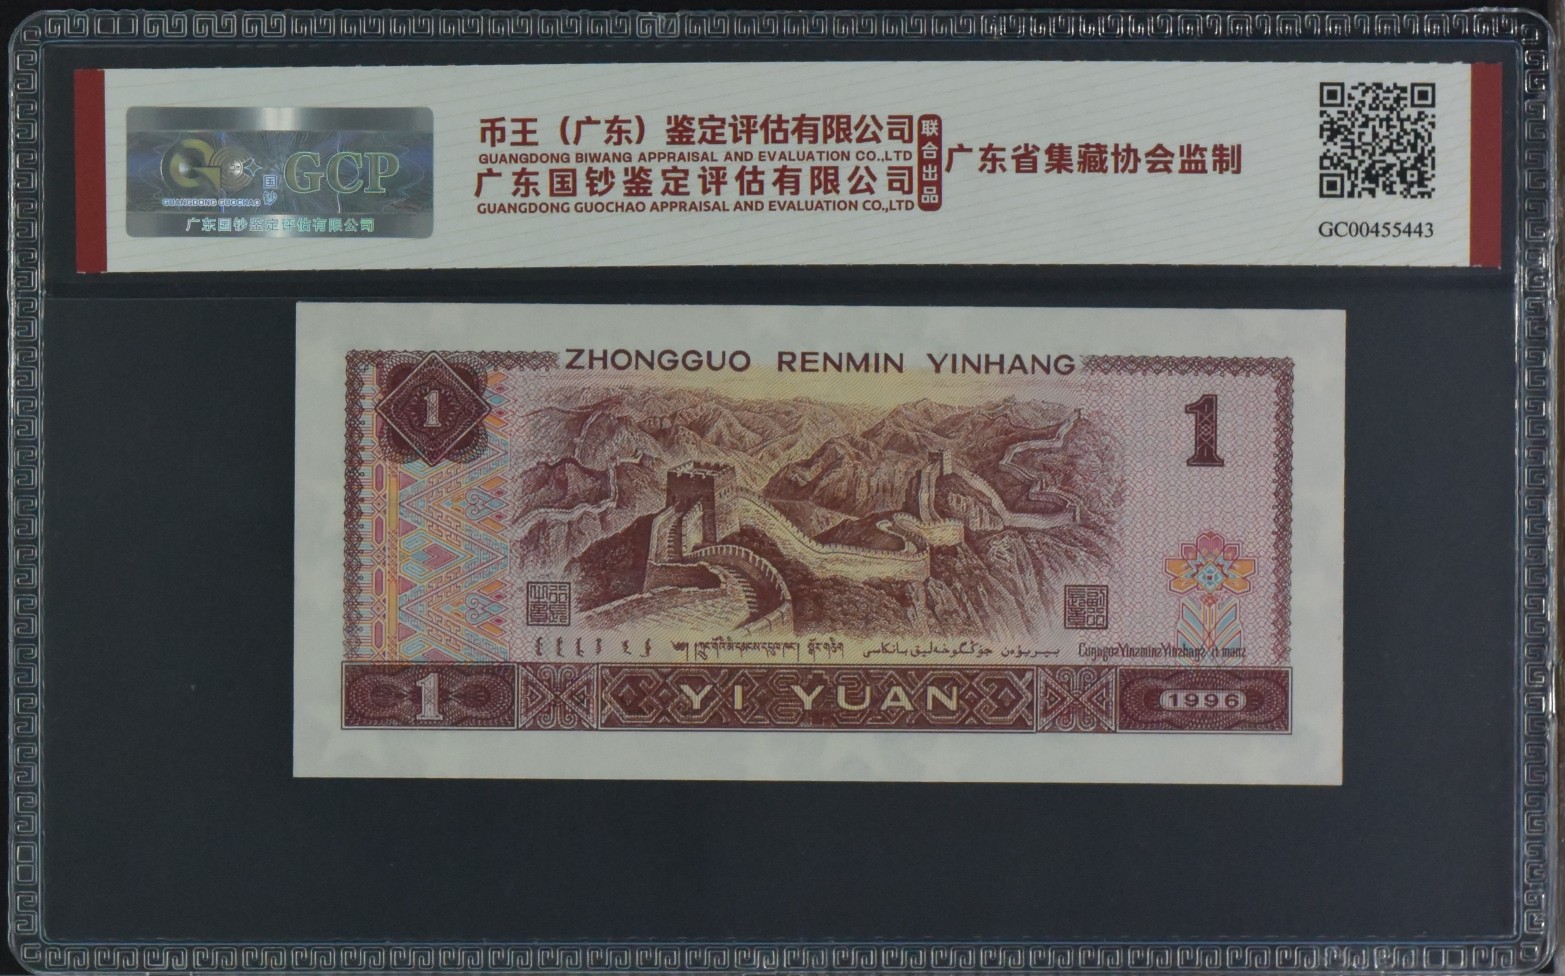 币王（广东）鉴定评估有限公司
GUANGDONG BIWANG APPRAISAL AND EVALUATION CO.,LTD
广东国钞鉴定评估有限公司
GUANGDONG GUOCHAO APPRAISAL AND EVALUATION CO.,LTD
联合出品
广东省集藏协会监制
GCP
国钞
GUANGDONG GUOCHAO
广东国钞鉴定评估有限公司
GC00455443
ZHONGGUO RENMIN YINHANG
1
1
1
YI YUAN
1996